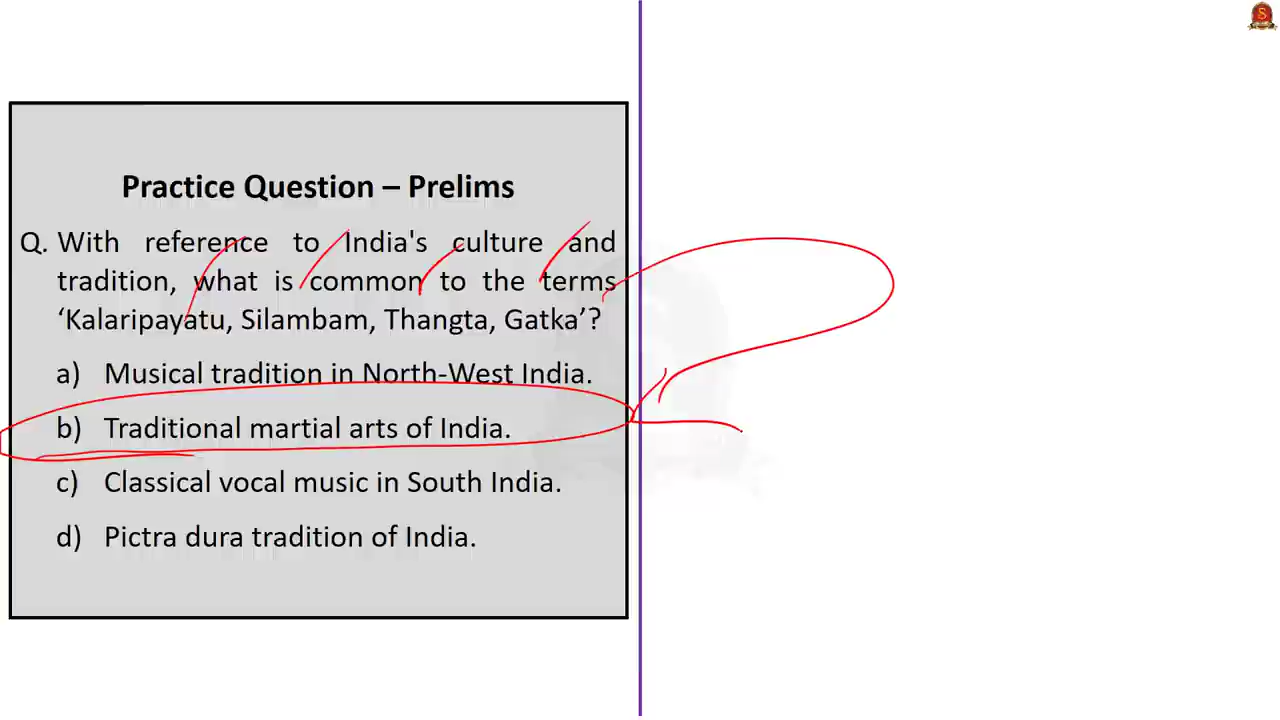 Practice Question – Prelims
Q. With reference to India's culture and
tradition, what is common to the terms
‘Kalaripayatu, Silambam, Thangta, Gatka’?
a) Musical tradition in North-West India.
b) Traditional martial arts of India.
c) Classical vocal music in South India.
d) Pictra dura tradition of India.